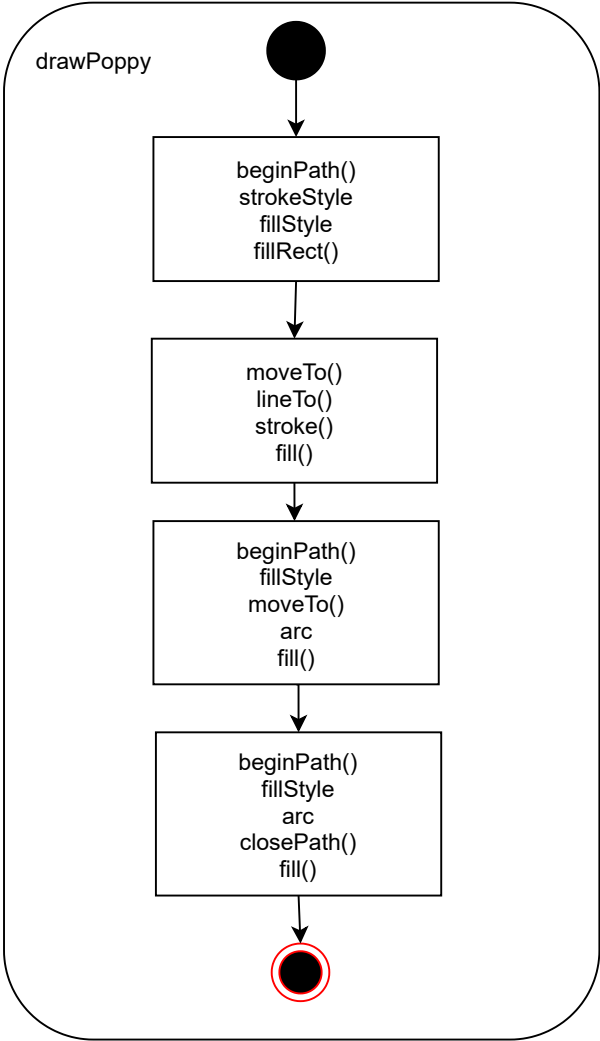 drawPoppy
beginPath()
strokeStyle
fillStyle
fillRect()
moveTo()
lineTo()
stroke()
fill()
beginPath()
fillStyle
moveTo()
arc
fill()
beginPath()
fillStyle
arc
closePath()
fill()